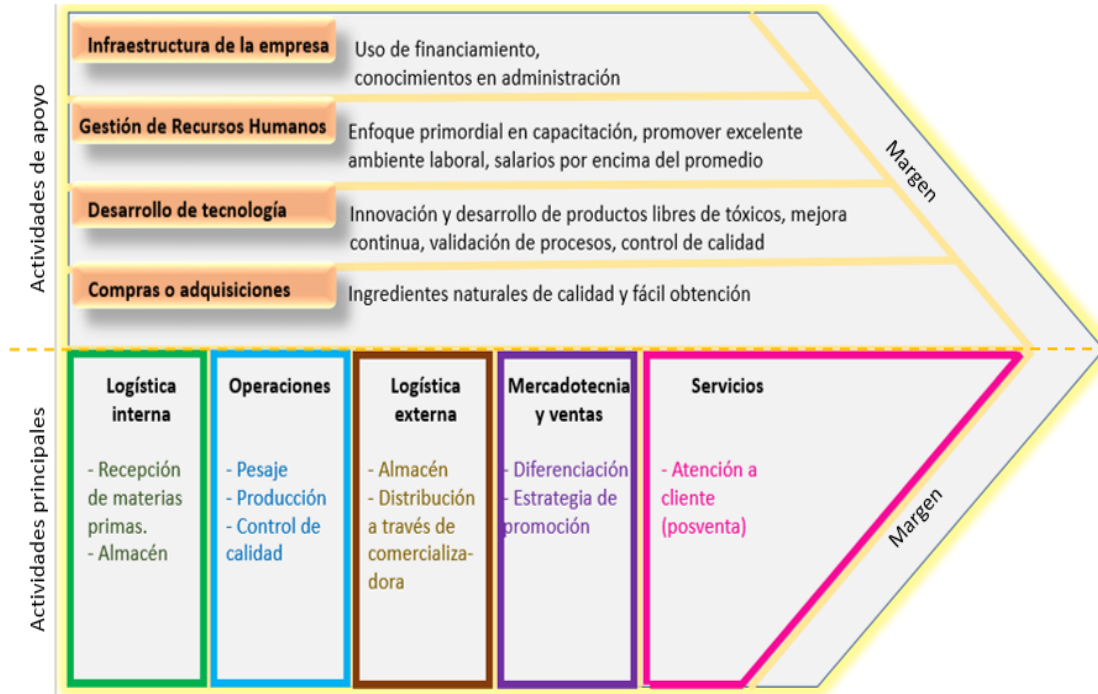 Actividades de apoyo
Infraestructura de la empresa
Uso de financiamiento,
conocimientos en administración
Gestión de Recursos Humanos
Enfoque primordial en capacitación, promover excelente
ambiente laboral, salarios por encima del promedio
Desarrollo de tecnología
Innovación y desarrollo de productos libres de tóxicos, mejora
continua, validación de procesos, control de calidad
Compras o adquisiciones
Ingredientes naturales de calidad y fácil obtención
Margen
Actividades principales
Logística
interna
- Recepción
de materias
primas.
- Almacén
Operaciones
- Pesaje
- Producción
- Control de
calidad
Logística
externa
- Almacén
- Distribución
a través de
comercializa-
dora
Mercadotecnia
y ventas
- Diferenciación
- Estrategia de
promoción
Servicios
- Atención a
cliente
(posventa)
Margen